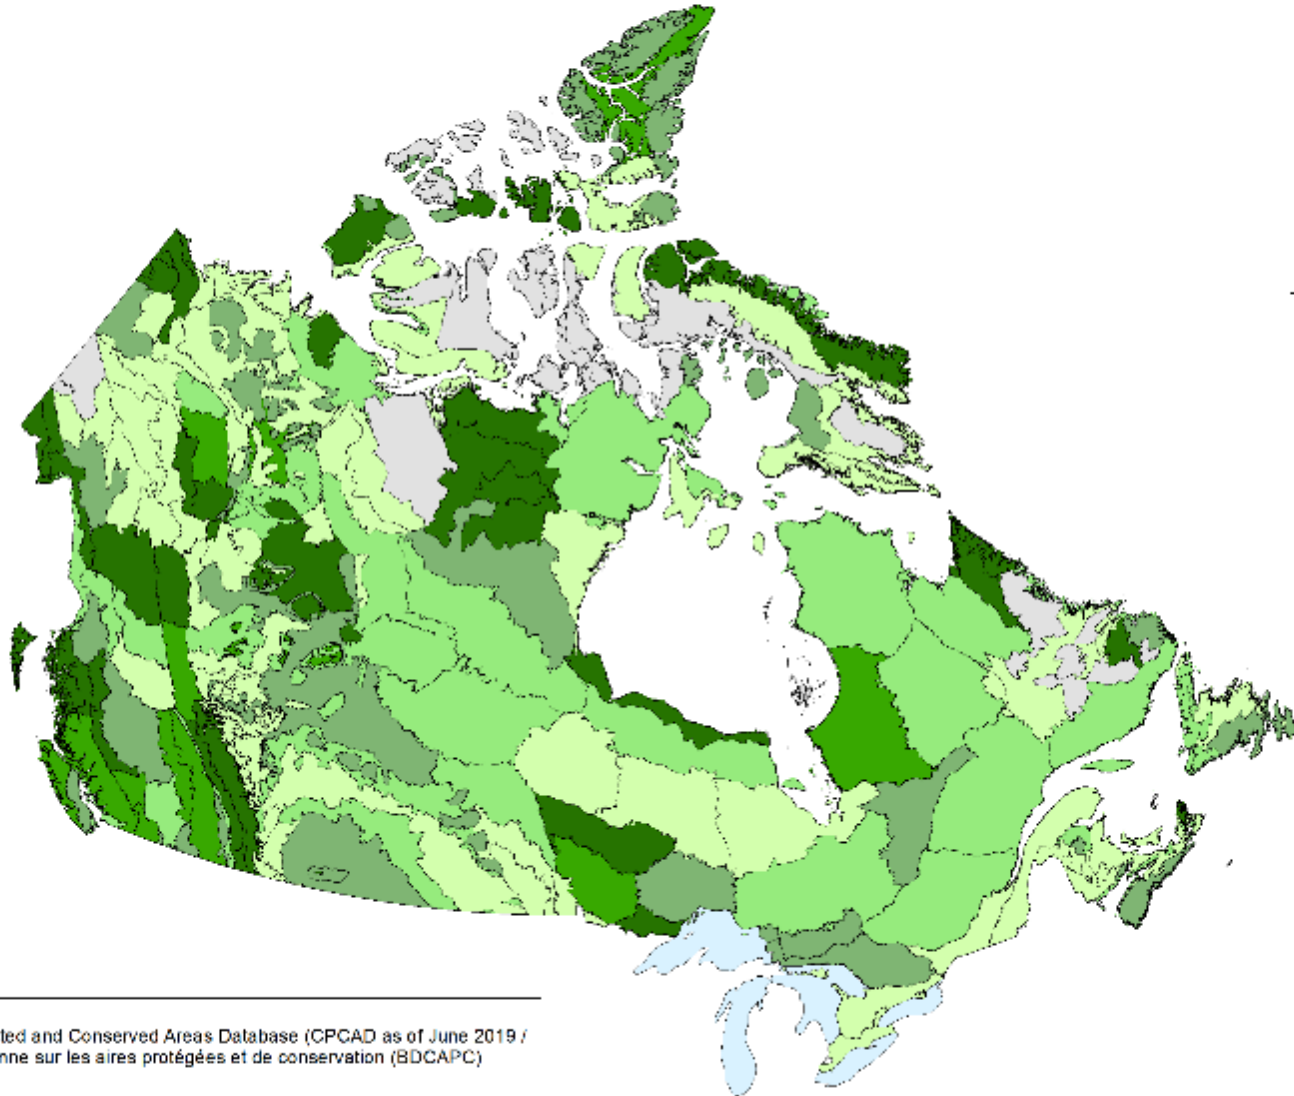 ted and Conserved Areas Database (CPCAD as of June 2019 /
nne sur les aires protégées et de conservation (BDCAPC)